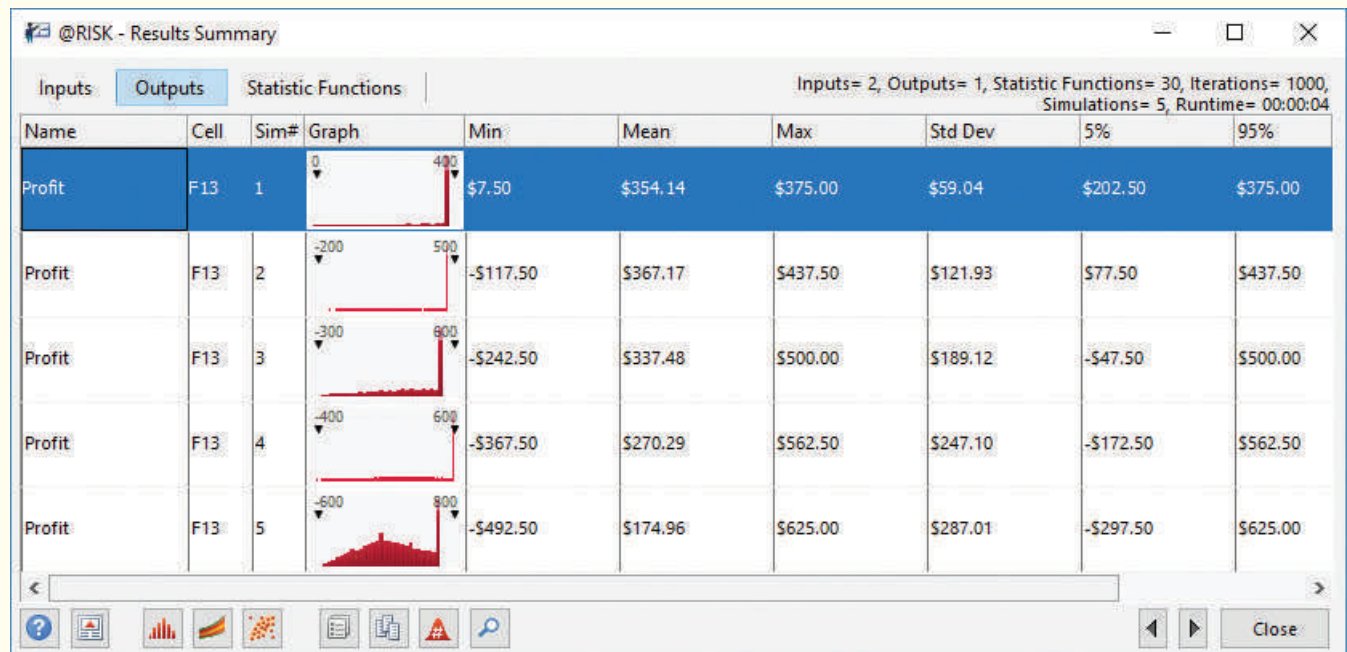 @RISK - Results Summary
Inputs Outputs Statistic Functions
Inputs= 2, Outputs= 1, Statistic Functions= 30, Iterations= 1000,
Simulations= 5, Runtime= 00:00:04
Name Cell Sim# Graph Min Mean Max Std Dev 5% 95%
0 400
Profit F13 1 $7.50 $354.14 $375.00 $59.04 $202.50 $375.00
-200 500
Profit F13 2 -$117.50 $367.17 $437.50 $121.93 $77.50 $437.50
-300 600
Profit F13 3 -$242.50 $337.48 $500.00 $189.12 -$47.50 $500.00
-400 600
Profit F13 4 -$367.50 $270.29 $562.50 $247.10 -$172.50 $562.50
-600 800
Profit F13 5 -$492.50 $174.96 $625.00 $287.01 -$297.50 $625.00
Close